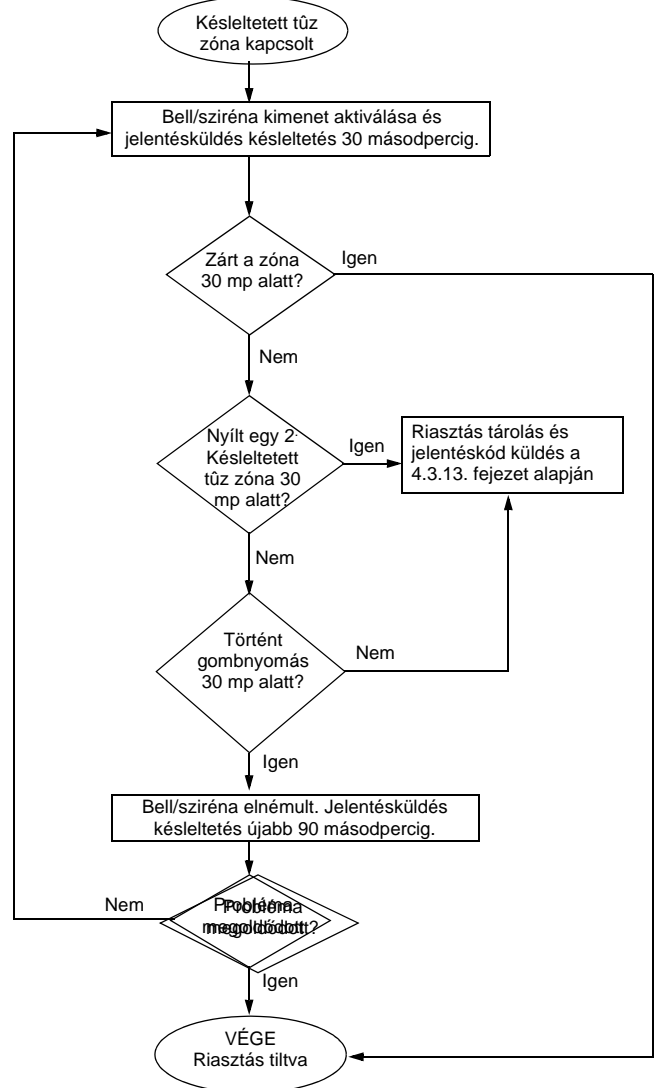 Késleltetett tûz
zóna kapcsolt
Bell/sziréna kimenet aktiválása és
jelentésküldés késleltetés 30 másodpercig.
Zárt a zóna
30 mp alatt?
Igen
Nem
Nyílt egy 2.
Késleltetett
tûz zóna 30
mp alatt?
Igen
Riasztás tárolás és
jelentéskód küldés a
4.3.13. fejezet alapján
Nem
Történt
gombnyomás
30 mp alatt?
Nem
Igen
Bell/sziréna elnémult. Jelentésküldés
késleltetés újabb 90 másodpercig.
Nem
Probléma
megoldódott?
Igen
VÉGE
Riasztás tiltva